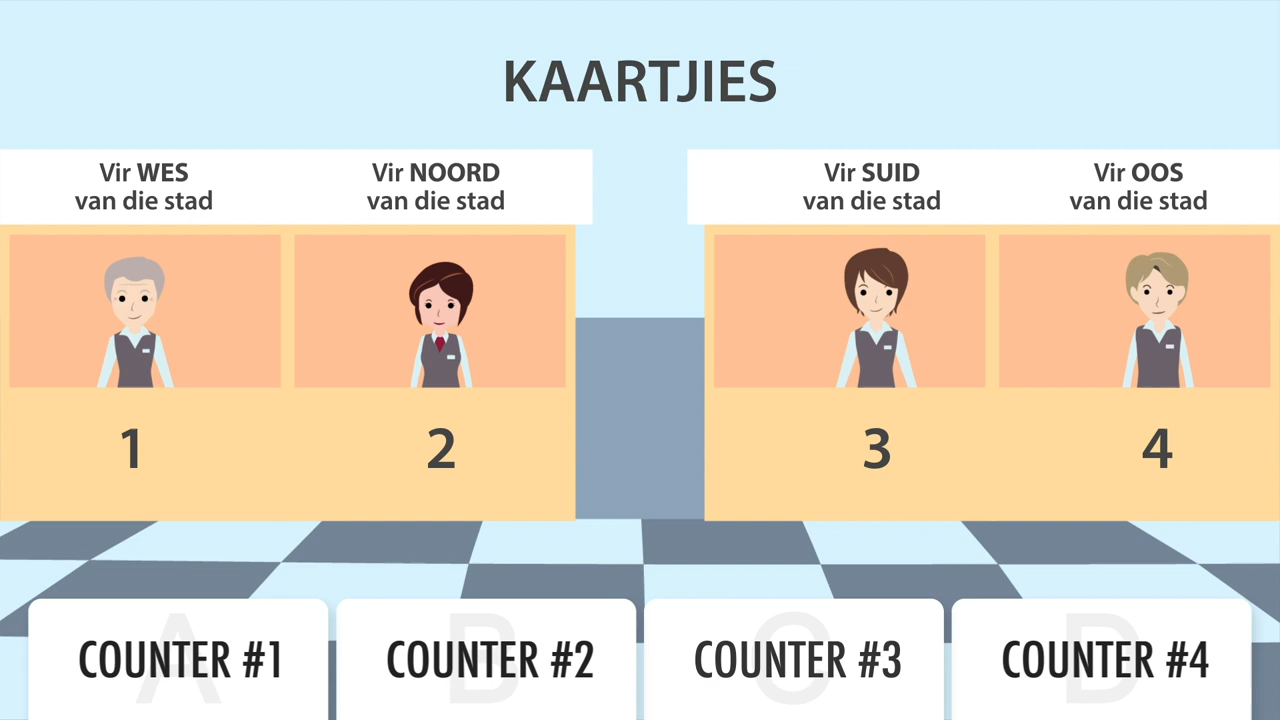 KAARTJIES
Vir WES
van die stad
Vir NOORD
van die stad
Vir SUID
van die stad
Vir OOS
van die stad
1
2
3
4
A
COUNTER #1
B
COUNTER #2
C
COUNTER #3
D
COUNTER #4